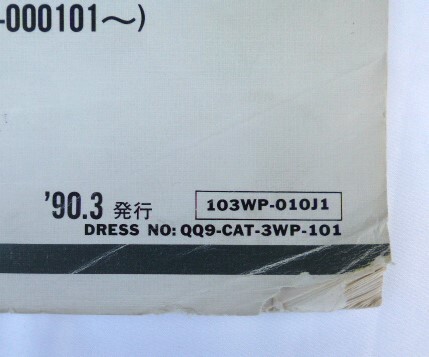 -000101～)
'90.3 発行 103WP-010J1
DRESS NO: QQ9-CAT-3WP-101